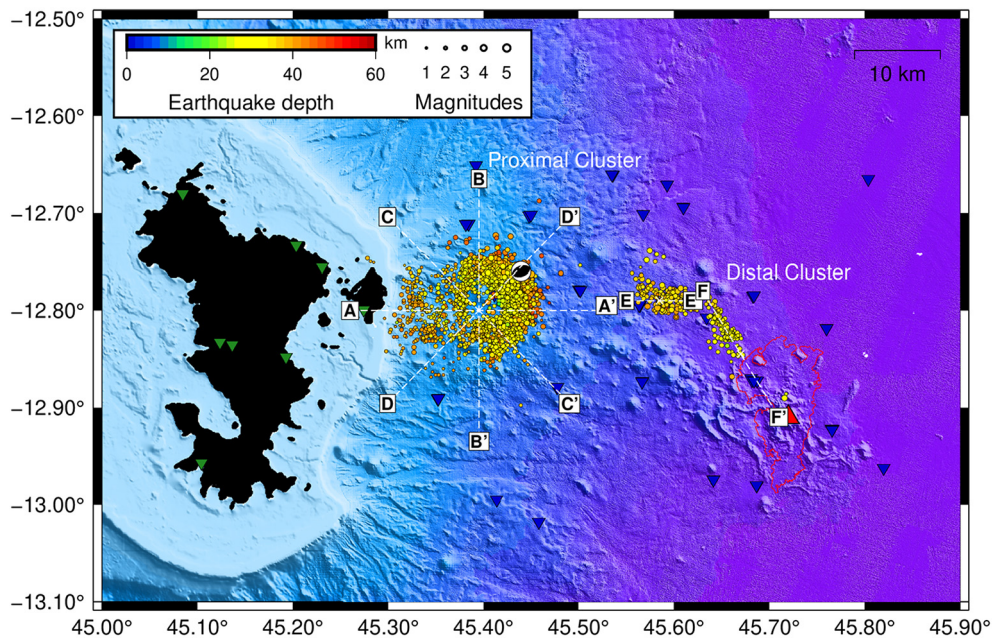 −12.50°
−12.60°
−12.70°
−12.80°
−12.90°
−13.00°
−13.10°
km
0 20 40 60
1 2 3 4 5
Earthquake depth Magnitudes
10 km
Proximal Cluster
B
C D'
Distal Cluster
A A' E E' F
D C'
F'
B'
45.00° 45.10° 45.20° 45.30° 45.40° 45.50° 45.60° 45.70° 45.80° 45.90°